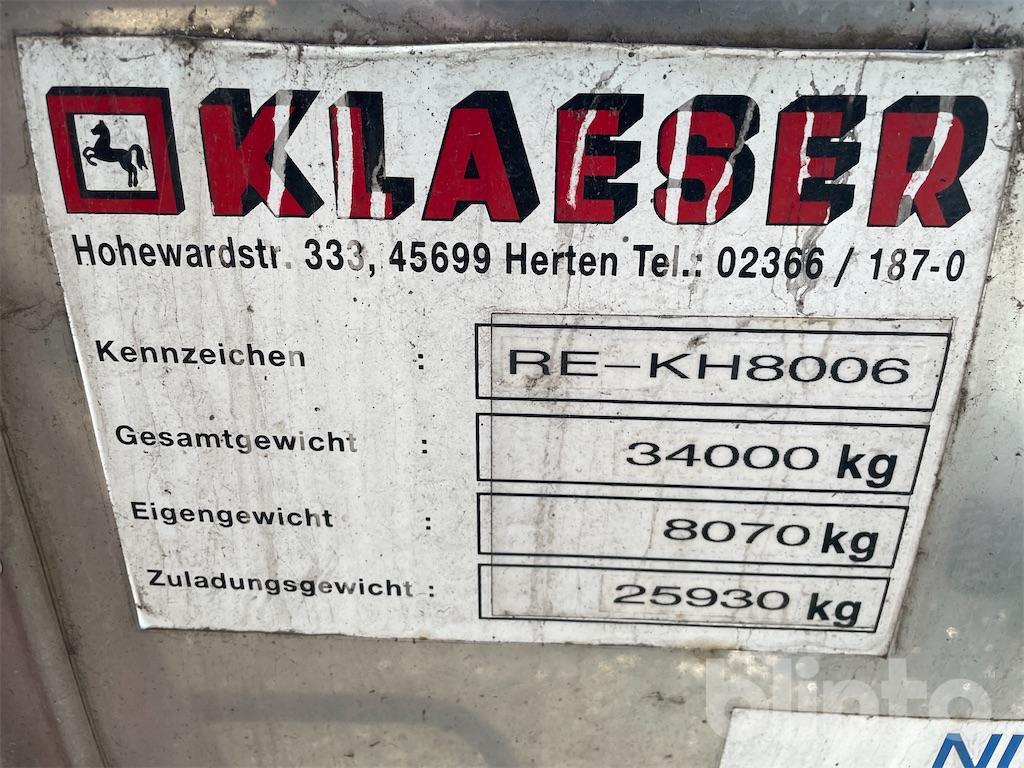 KLAESER
Hohewardstr. 333, 45699 Herten Tel.: 02366 / 187-0
Kennzeichen : RE-KH8006
Gesamtgewicht : 34000 kg
Eigengewicht : 8070 kg
Zuladungsgewicht : 25930 kg
blinto